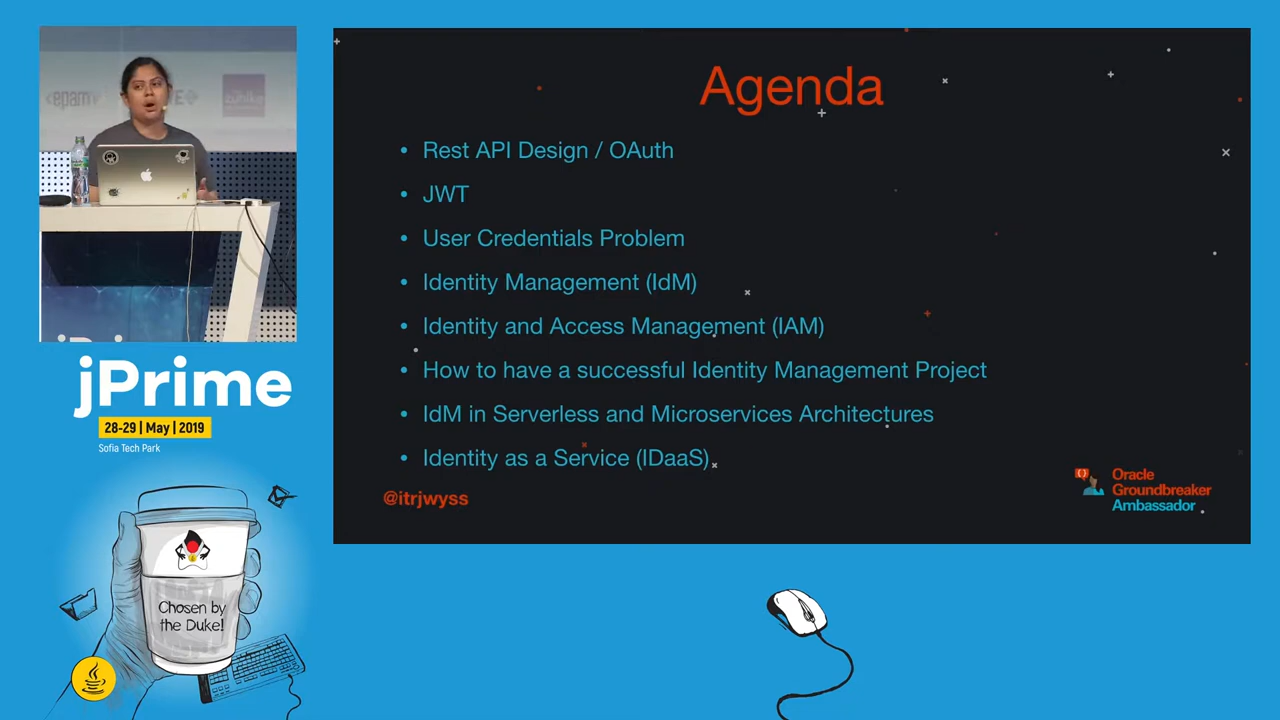 <epam>
zühlke
jPrime
28-29 | May | 2019
Sofia Tech Park
Chosen by
the Duke!
Agenda
• Rest API Design / OAuth
• JWT
• User Credentials Problem
• Identity Management (IdM)
• Identity and Access Management (IAM)
• How to have a successful Identity Management Project
• IdM in Serverless and Microservices Architectures
• Identity as a Service (IDaaS)
@itrjwyss
Oracle
Groundbreaker
Ambassador